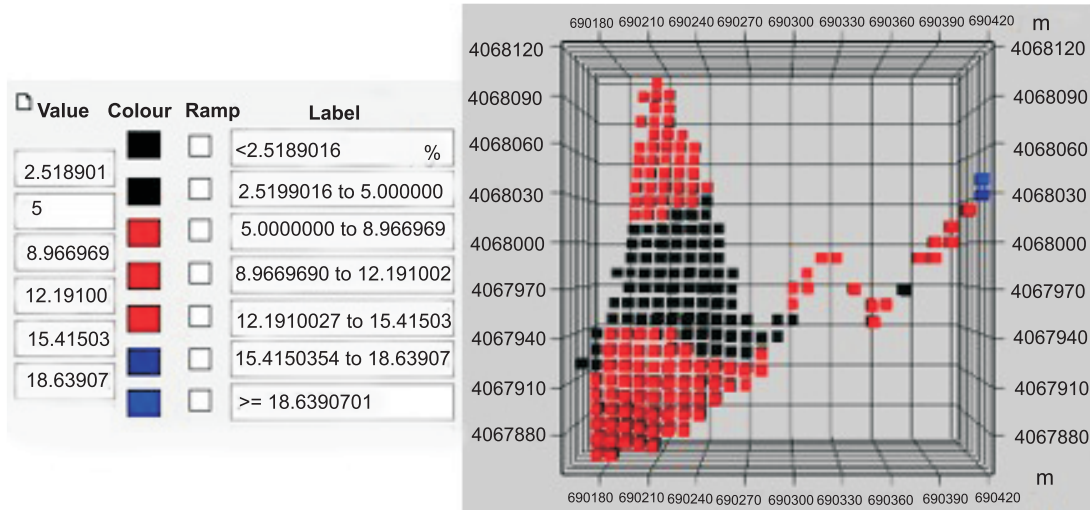 Value Colour Ramp Label
<2.5189016 %
2.518901
2.5199016 to 5.000000
5
5.0000000 to 8.966969
8.966969
8.9669690 to 12.191002
12.19100
12.1910027 to 15.41503
15.41503
15.4150354 to 18.63907
18.63907
>= 18.6390701
690180 690210 690240 690270 690300 690330 690360 690390 690420 m
4068120 4068120
4068090 4068090
4068060 4068060
4068030 4068030
4068000 4068000
4067970 4067970
4067940 4067940
4067910 4067910
4067880 4067880
m
690180 690210 690240 690270 690300 690330 690360 690390 690420